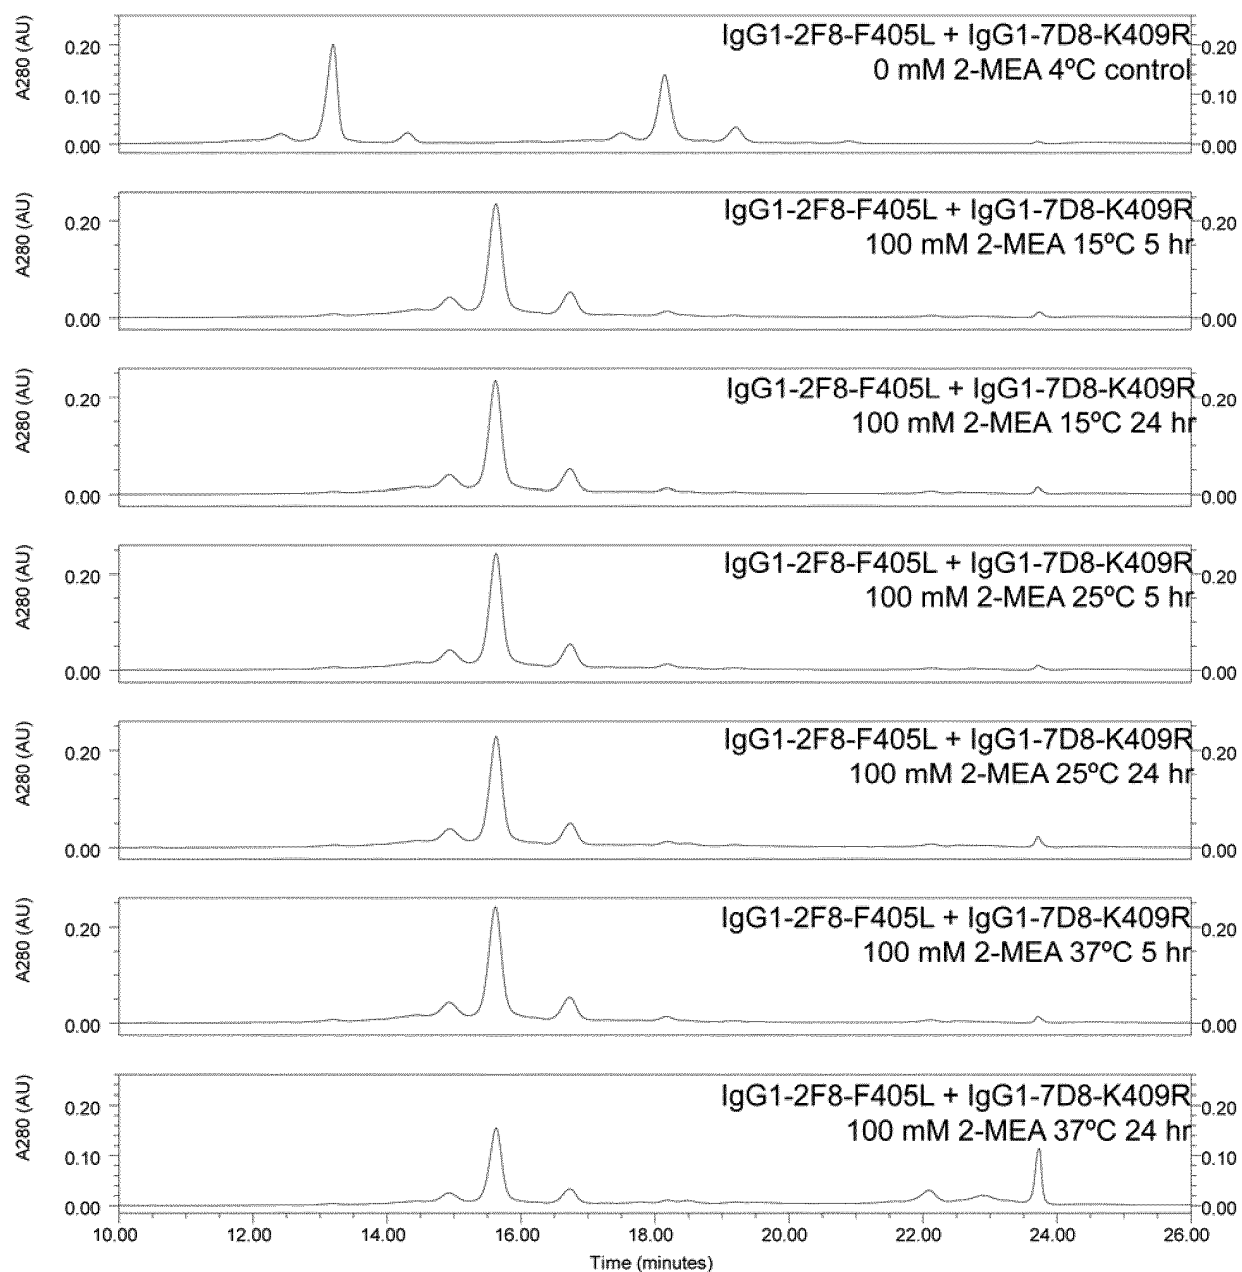 IgG1-2F8-F405L + IgG1-7D8-K409R
0 mM 2-MEA 4ºC control
A280 (AU)
0.20
0.10
0.00
0.20
0.10
0.00
IgG1-2F8-F405L + IgG1-7D8-K409R
100 mM 2-MEA 15ºC 5 hr
A280 (AU)
0.20
0.00
0.20
0.00
IgG1-2F8-F405L + IgG1-7D8-K409R
100 mM 2-MEA 15ºC 24 hr
A280 (AU)
0.20
0.00
0.20
0.00
IgG1-2F8-F405L + IgG1-7D8-K409R
100 mM 2-MEA 25ºC 5 hr
A280 (AU)
0.20
0.00
0.20
0.00
IgG1-2F8-F405L + IgG1-7D8-K409R
100 mM 2-MEA 25ºC 24 hr
A280 (AU)
0.20
0.00
0.20
0.00
IgG1-2F8-F405L + IgG1-7D8-K409R
100 mM 2-MEA 37ºC 5 hr
A280 (AU)
0.20
0.00
0.20
0.00
IgG1-2F8-F405L + IgG1-7D8-K409R
100 mM 2-MEA 37ºC 24 hr
A280 (AU)
0.20
0.10
0.00
0.20
0.10
0.00
10.00 12.00 14.00 16.00 18.00 20.00 22.00 24.00 26.00
Time (minutes)